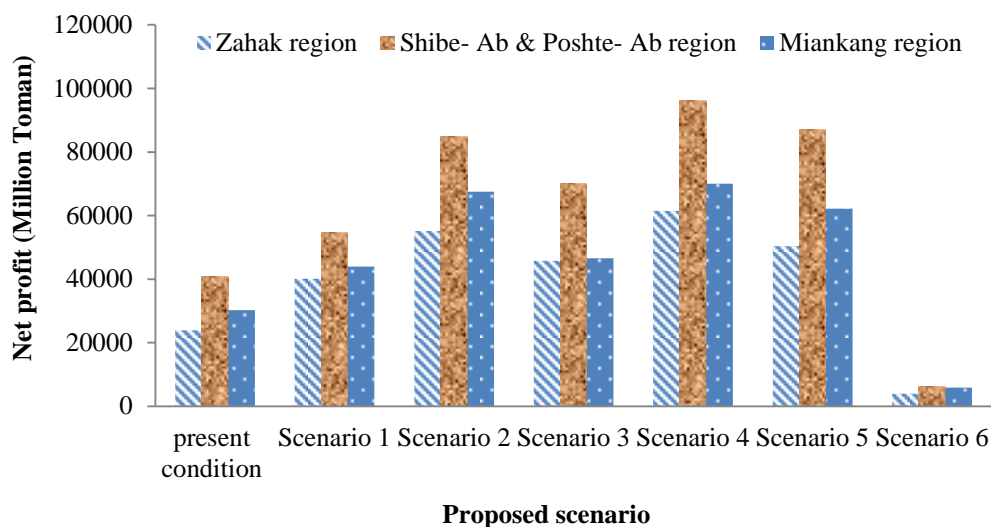 120000
100000
80000
60000
40000
20000
0
Net profit (Million Toman)
Zahak region Shibe- Ab & Poshte- Ab region Miankang region
present condition Scenario 1 Scenario 2 Scenario 3 Scenario 4 Scenario 5 Scenario 6
Proposed scenario